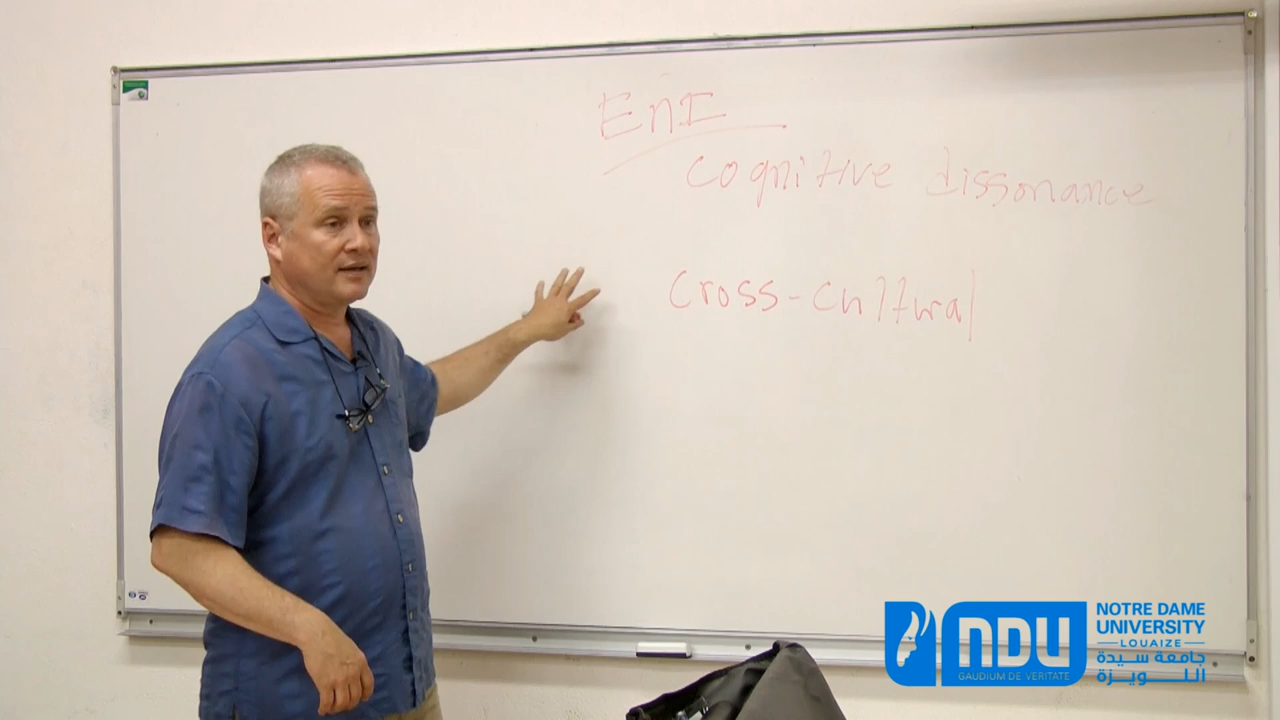 EnI
cognitive dissonance
cross-cultural
NDU
GAUDIUM DE VERITATE
NOTRE DAME
UNIVERSITY
LOUAIZE
جامعة سيدة
اللويزة